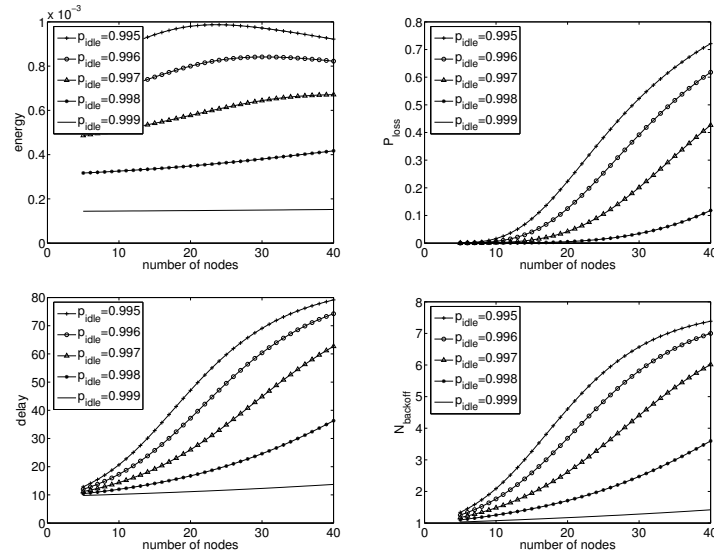 x 10⁻³
1
0.8
0.6
0.4
0.2
0
energy
p_idle=0.995
p_idle=0.996
p_idle=0.997
p_idle=0.998
p_idle=0.999
0 10 20 30 40
number of nodes
0.8
0.7
0.6
0.5
0.4
0.3
0.2
0.1
0
P_loss
p_idle=0.995
p_idle=0.996
p_idle=0.997
p_idle=0.998
p_idle=0.999
0 10 20 30 40
number of nodes
80
70
60
50
40
30
20
10
0
delay
p_idle=0.995
p_idle=0.996
p_idle=0.997
p_idle=0.998
p_idle=0.999
0 10 20 30 40
number of nodes
8
7
6
5
4
3
2
1
N_backoff
p_idle=0.995
p_idle=0.996
p_idle=0.997
p_idle=0.998
p_idle=0.999
0 10 20 30 40
number of nodes